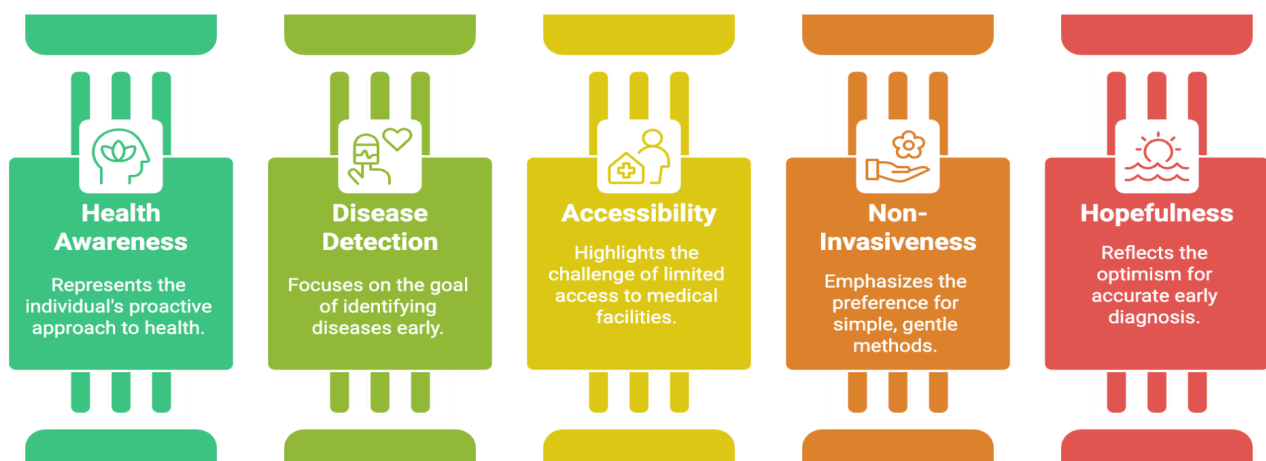 Health
Awareness
Represents the
individual's proactive
approach to health.
Disease
Detection
Focuses on the goal
of identifying
diseases early.
Accessibility
Highlights the
challenge of limited
access to medical
facilities.
Non-
Invasiveness
Emphasizes the
preference for
simple, gentle
methods.
Hopefulness
Reflects the
optimism for
accurate early
diagnosis.